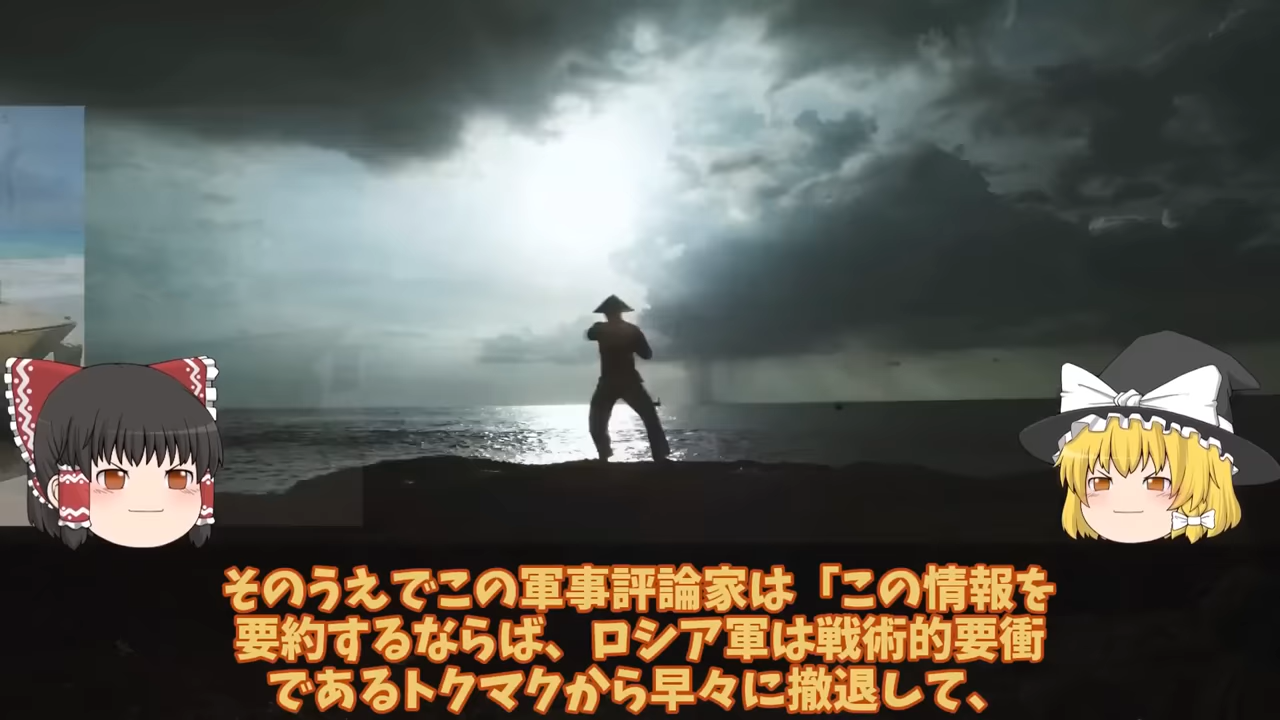 そのうえでこの軍事評論家は「この情報を
要約するならば、ロシア軍は戦術的要衝
であるトクマクから早々に撤退して、